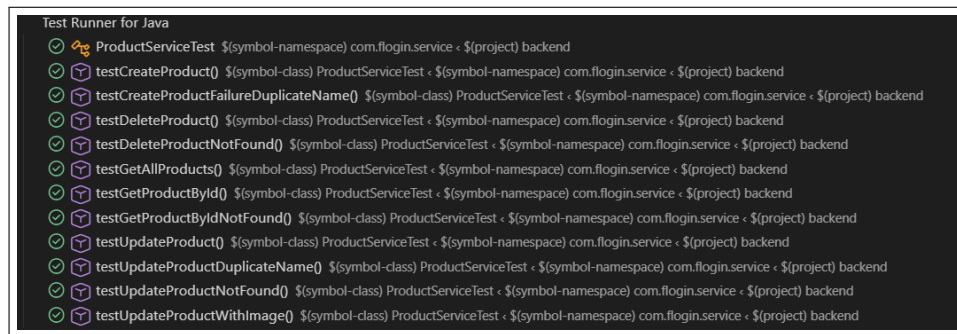 Test Runner for Java
ProductServiceTest $(symbol-namespace) com.flogin.service < $(project) backend
testCreateProduct() $(symbol-class) ProductServiceTest < $(symbol-namespace) com.flogin.service < $(project) backend
testCreateProductFailureDuplicateName() $(symbol-class) ProductServiceTest < $(symbol-namespace) com.flogin.service < $(project) backend
testDeleteProduct() $(symbol-class) ProductServiceTest < $(symbol-namespace) com.flogin.service < $(project) backend
testDeleteProductNotFound() $(symbol-class) ProductServiceTest < $(symbol-namespace) com.flogin.service < $(project) backend
testGetAllProducts() $(symbol-class) ProductServiceTest < $(symbol-namespace) com.flogin.service < $(project) backend
testGetProductById() $(symbol-class) ProductServiceTest < $(symbol-namespace) com.flogin.service < $(project) backend
testGetProductByIdNotFound() $(symbol-class) ProductServiceTest < $(symbol-namespace) com.flogin.service < $(project) backend
testUpdateProduct() $(symbol-class) ProductServiceTest < $(symbol-namespace) com.flogin.service < $(project) backend
testUpdateProductDuplicateName() $(symbol-class) ProductServiceTest < $(symbol-namespace) com.flogin.service < $(project) backend
testUpdateProductNotFound() $(symbol-class) ProductServiceTest < $(symbol-namespace) com.flogin.service < $(project) backend
testUpdateProductWithImage() $(symbol-class) ProductServiceTest < $(symbol-namespace) com.flogin.service < $(project) backend